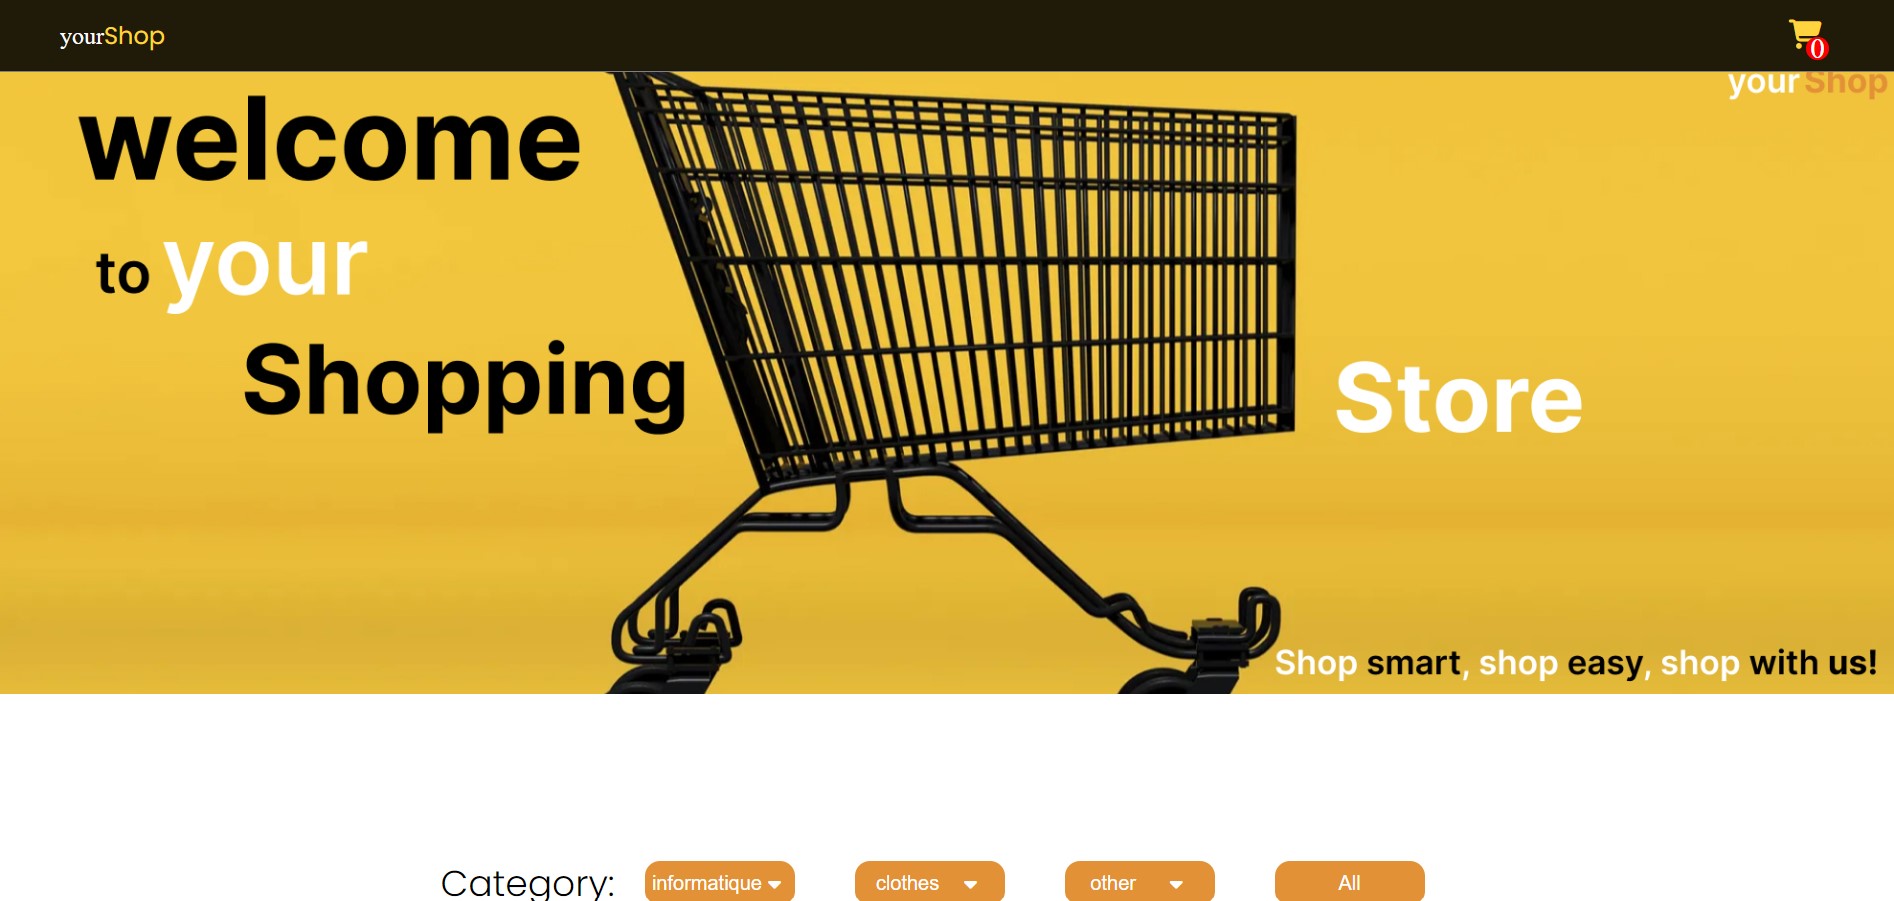 yourShop
0
your Shop
welcome
to your
Shopping
Store
Shop smart, shop easy, shop with us!
Category: informatique clothes other All